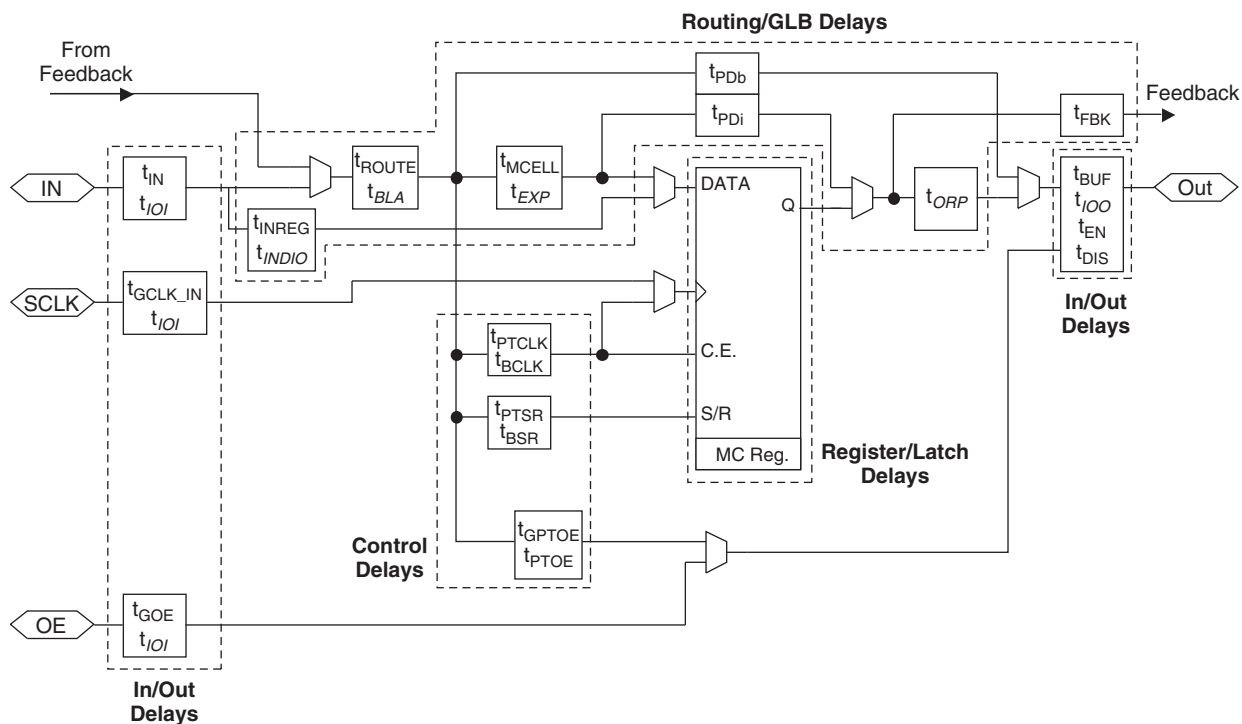 Routing/GLB Delays
From
Feedback
tPDb
tPDi
tFBK
Feedback
IN
tIN
tIOI
tROUTE
tBLA
tMCELL
tEXP
tINREG
tINDIO
DATA
Q
tORP
tBUF
tIOO
tEN
tDIS
Out
In/Out
Delays
SCLK
tGCLK_IN
tIOI
tPTCLK
tBCLK
C.E.
tPTSR
tBSR
S/R
MC Reg.
Register/Latch
Delays
Control
Delays
tGPTOE
tPTOE
OE
tGOE
tIOI
In/Out
Delays